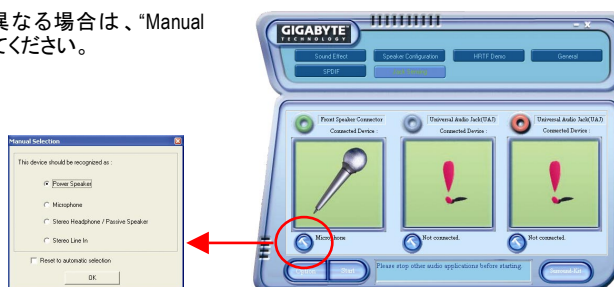 異なる場合は、“Manual
てください。
GIGABYTE
TECHNOLOGY
Sound Effect
Speaker Configuration
HRTF Demo
General
SPDIF
Front Speaker Connector
Connected Device :
Universal Audio Jack(UAJ)
Connected Device :
Universal Audio Jack(UAJ)
Connected Device :
Microphone
Not connected.
Not connected.
Start
Please stop other audio applications before starting
Surround-Kit
Manual Selection
This device should be recognized as :
Power Speaker
Microphone
Stereo Headphone / Passive Speaker
Stereo Line In
Reset to automatic selection
OK